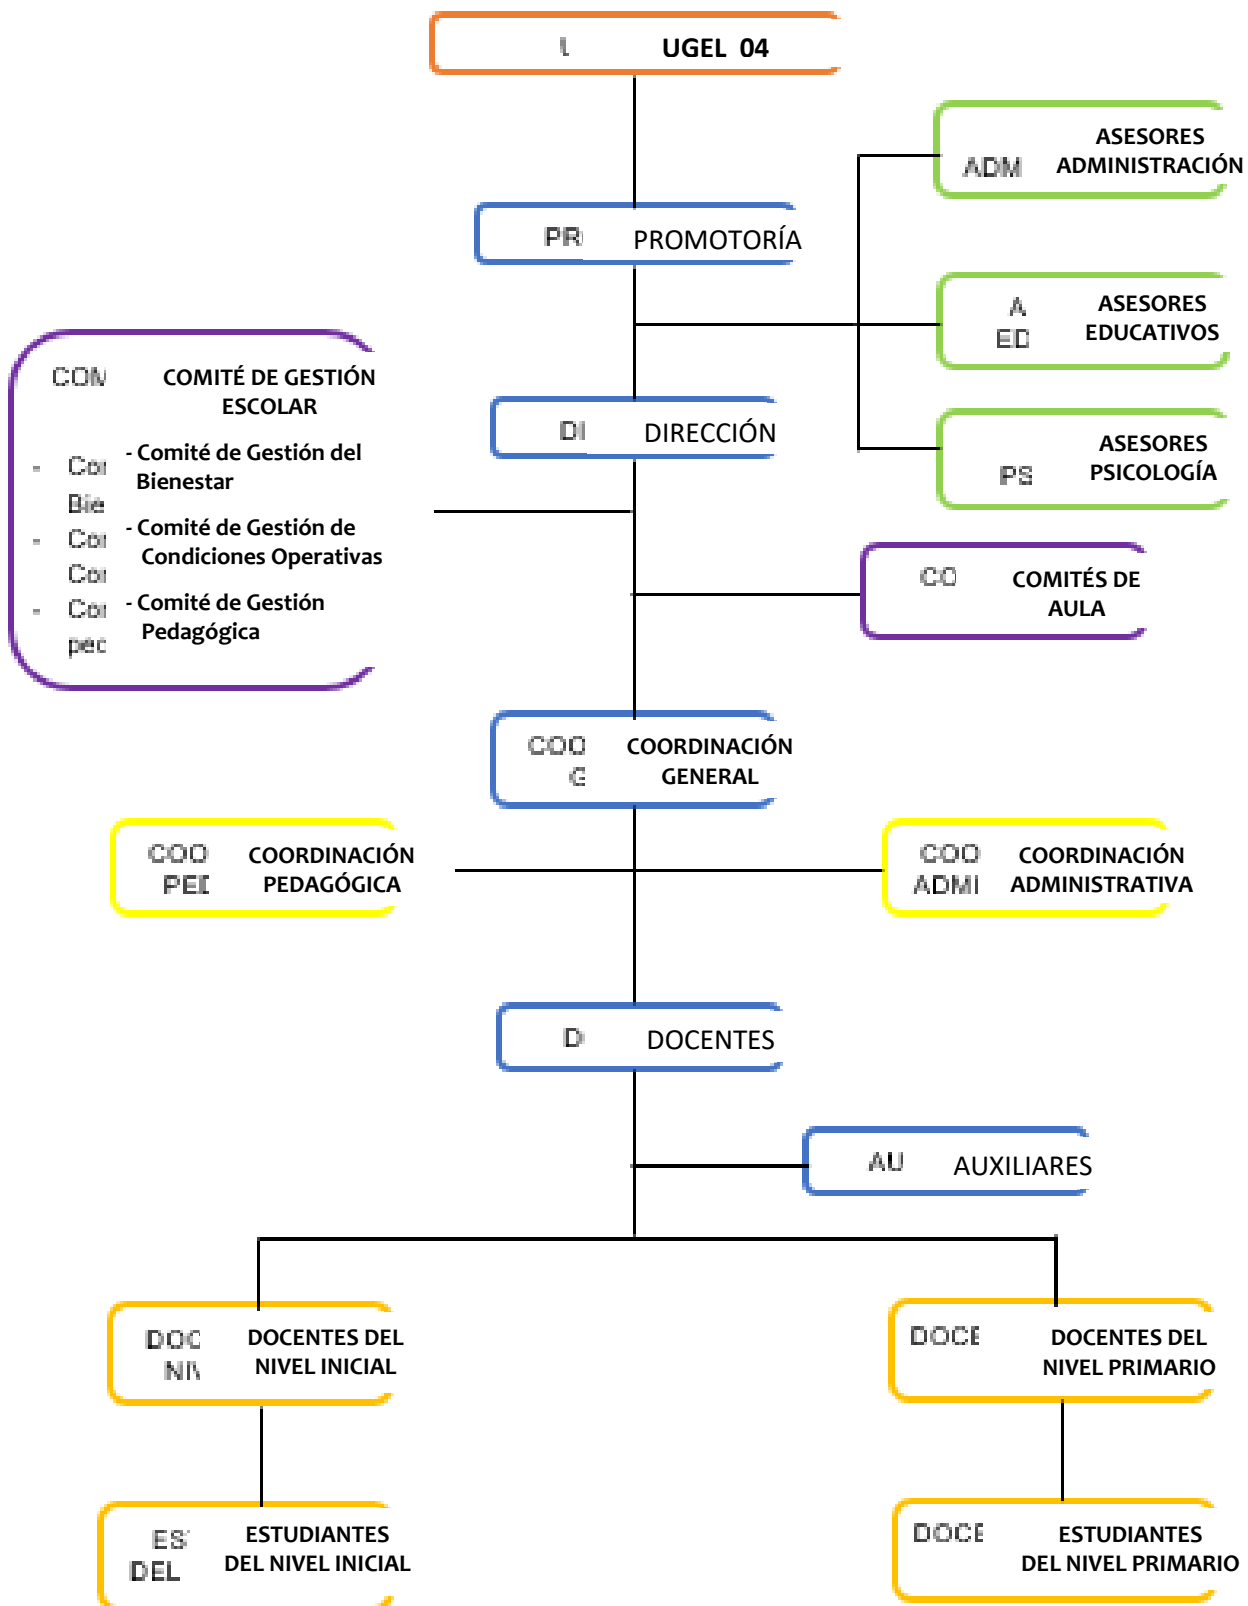 UGEL 04
ASESORES
ADMINISTRACIÓN
PROMOTORÍA
ASESORES
EDUCATIVOS
COMITÉ DE GESTIÓN
ESCOLAR
- Comité de Gestión del
Bienestar
- Comité de Gestión de
Condiciones Operativas
- Comité de Gestión
Pedagógica
DIRECCIÓN
ASESORES
PSICOLOGÍA
COMITÉS DE
AULA
COORDINACIÓN
GENERAL
COORDINACIÓN
PEDAGÓGICA
COORDINACIÓN
ADMINISTRATIVA
DOCENTES
AUXILIARES
DOCENTES DEL
NIVEL INICIAL
DOCENTES DEL
NIVEL PRIMARIO
ESTUDIANTES
DEL NIVEL INICIAL
ESTUDIANTES
DEL NIVEL PRIMARIO